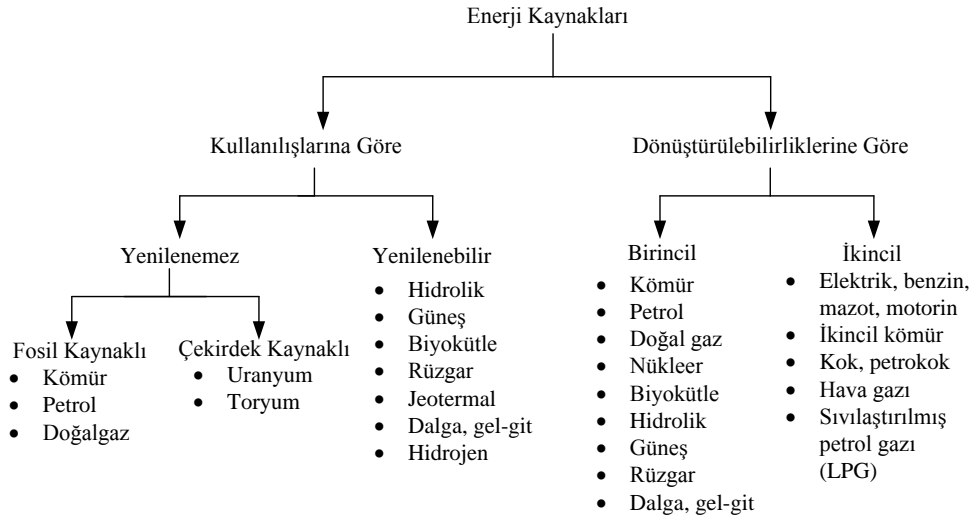 Enerji Kaynakları
Kullanılışlarına Göre
Dönüştürülebilirliklerine Göre
Yenilenemez
Fosil Kaynaklı
• Kömür
• Petrol
• Doğalgaz
Çekirdek Kaynaklı
• Uranyum
• Toryum
Yenilenebilir
• Hidrolik
• Güneş
• Biyokütle
• Rüzgar
• Jeotermal
• Dalga, gel-git
• Hidrojen
Birincil
• Kömür
• Petrol
• Doğal gaz
• Nükleer
• Biyokütle
• Hidrolik
• Güneş
• Rüzgar
• Dalga, gel-git
İkincil
• Elektrik, benzin,
mazot, motorin
• İkincil kömür
• Kok, petrokok
• Hava gazı
• Sıvılaştırılmış
petrol gazı
(LPG)